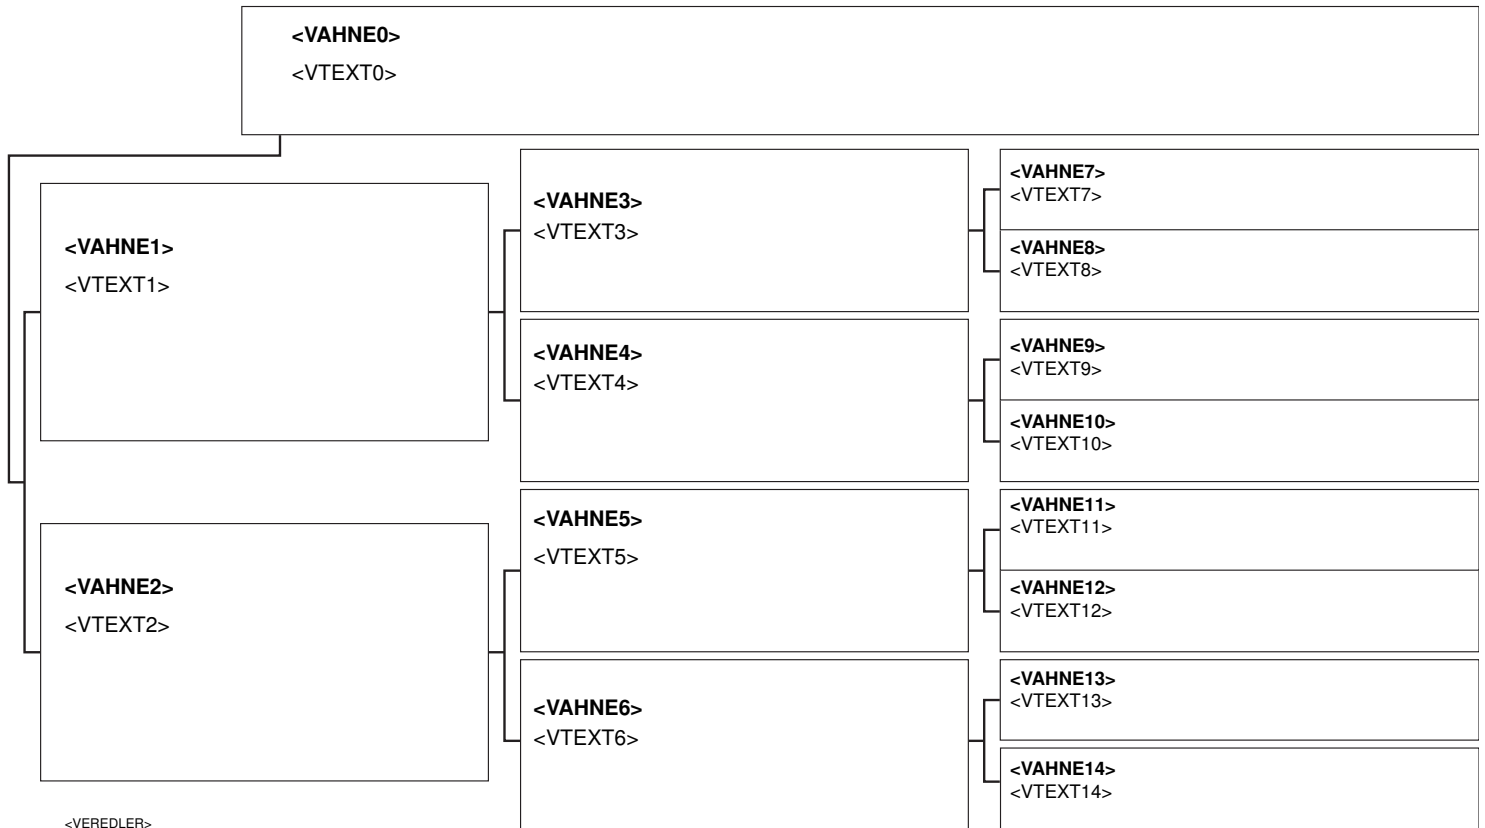 <VAHNE0>
<VTEXT0>
<VAHNE1>
<VTEXT1>
<VAHNE2>
<VTEXT2>
<VAHNE3>
<VTEXT3>
<VAHNE4>
<VTEXT4>
<VAHNE5>
<VTEXT5>
<VAHNE6>
<VTEXT6>
<VAHNE7>
<VTEXT7>
<VAHNE8>
<VTEXT8>
<VAHNE9>
<VTEXT9>
<VAHNE10>
<VTEXT10>
<VAHNE11>
<VTEXT11>
<VAHNE12>
<VTEXT12>
<VAHNE13>
<VTEXT13>
<VAHNE14>
<VTEXT14>
<VEREDLER>